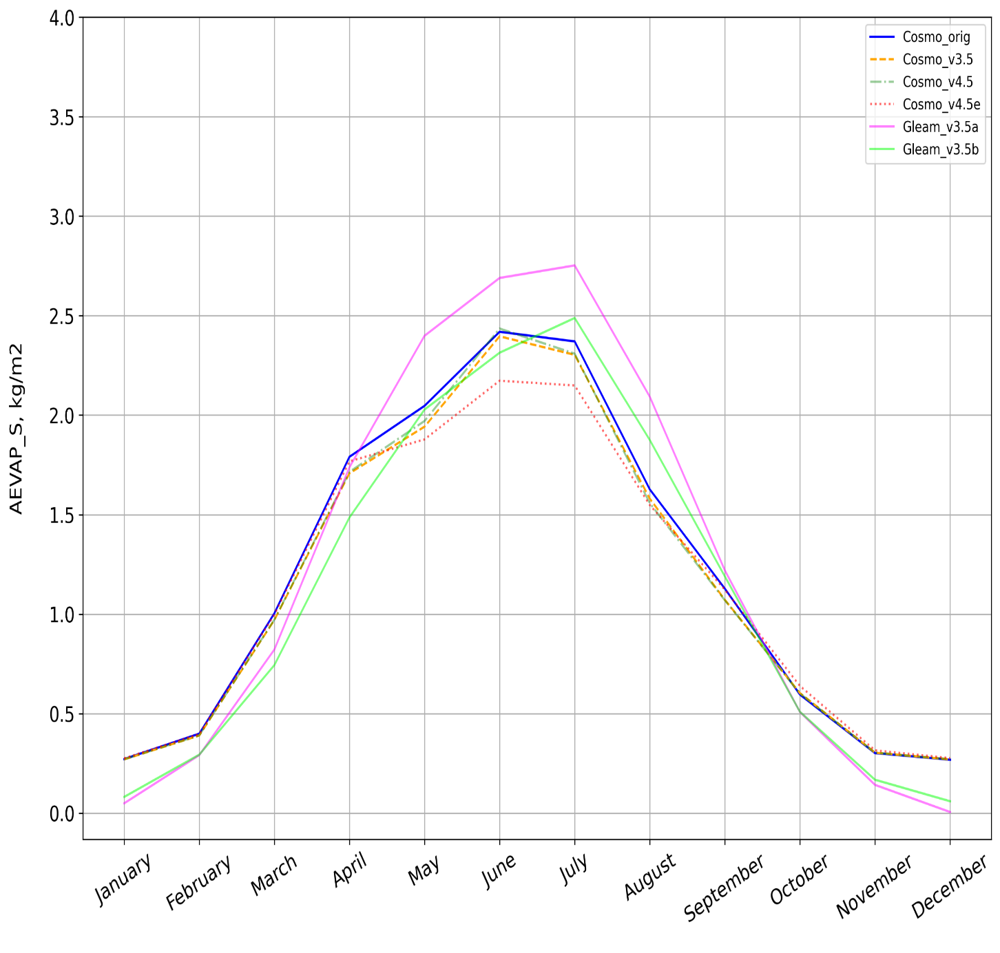 4.0
3.5
3.0
2.5
2.0
1.5
1.0
0.5
0.0
AEVAP_S, kg/m2
Cosmo_orig
Cosmo_v3.5
Cosmo_v4.5
Cosmo_v4.5e
Gleam_v3.5a
Gleam_v3.5b
January
February
March
April
May
June
July
August
September
October
November
December